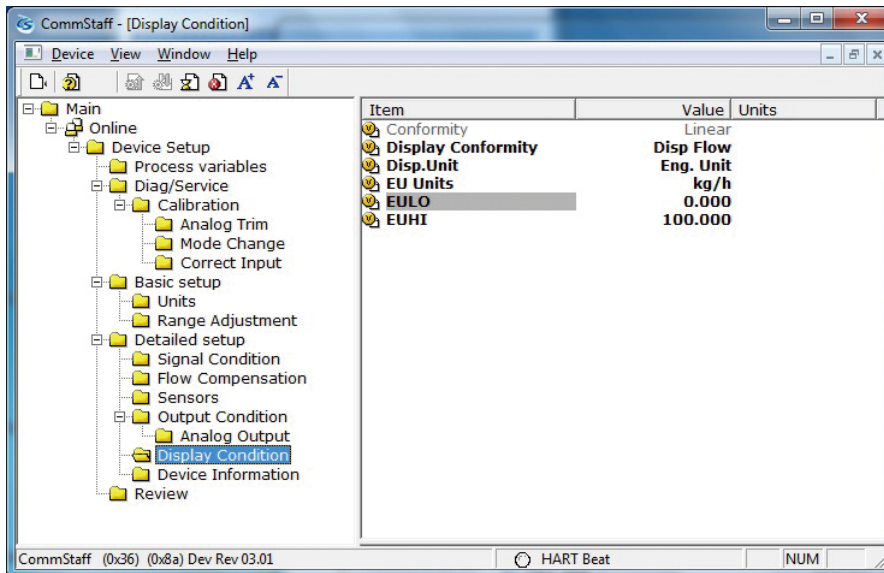 CommStaff - [Display Condition]
Device View Window Help
Main
Online
Device Setup
Process variables
Diag/Service
Calibration
Analog Trim
Mode Change
Correct Input
Basic setup
Units
Range Adjustment
Detailed setup
Signal Condition
Flow Compensation
Sensors
Output Condition
Analog Output
Display Condition
Device Information
Review
Item Value Units
Conformity Linear
Display Conformity Disp Flow
Disp.Unit Eng. Unit
EU Units kg/h
EULO 0.000
EUHI 100.000
CommStaff (0x36) (0x8a) Dev Rev 03.01 HART Beat NUM